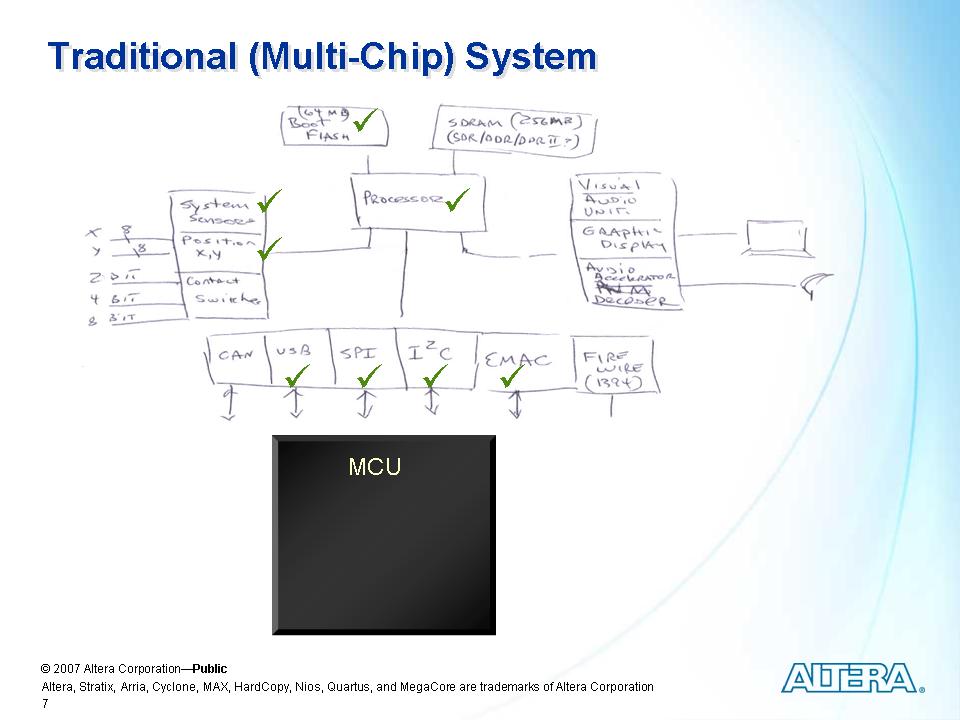 Traditional (Multi-Chip) System
(64 MB)
BOOT
FLASH
SDRAM (256MB)
(SDR/DDR/DDR II?)
PROCESSOR
System
Sensors
Position
X,Y
Contact
Switches
X 8
Y 8
2 BIT
4 BIT
8 BIT
VISUAL
AUDIO
UNIT
GRAPHIC
DISPLAY
AUDIO
ACCELERATOR
DECODER
CAN
USB
SPI
I²C
EMAC
FIRE
WIRE
(1394)
MCU
© 2007 Altera Corporation—Public
Altera, Stratix, Arria, Cyclone, MAX, HardCopy, Nios, Quartus, and MegaCore are trademarks of Altera Corporation
7
ALTERA®